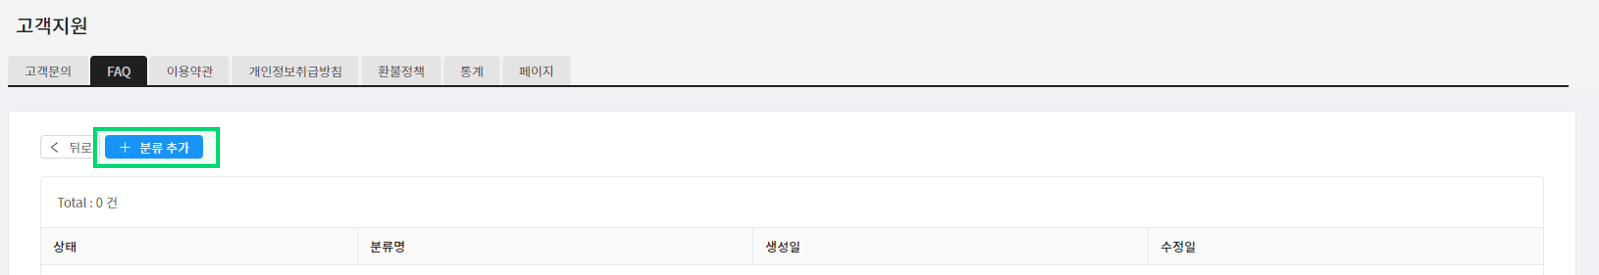 고객지원
고객문의 FAQ 이용약관 개인정보취급방침 환불정책 통계 페이지
< 뒤로 + 분류 추가
Total : 0 건
상태 분류명 생성일 수정일